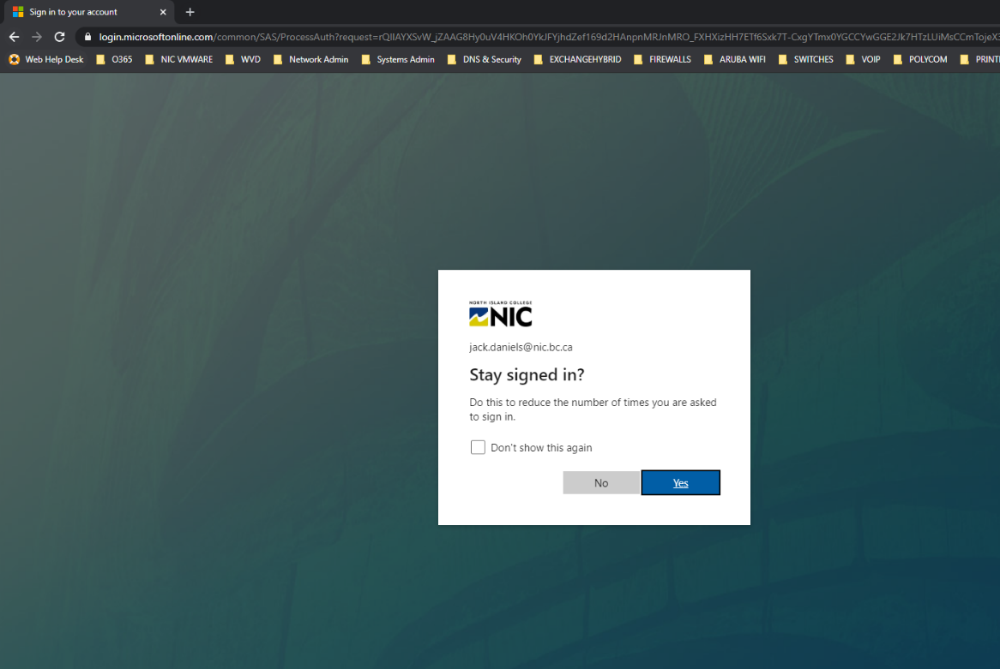 Sign in to your account
login.microsoftonline.com/common/SAS/ProcessAuth?request=
Web Help Desk O365 NIC VMWARE WVD Network Admin Systems Admin DNS & Security EXCHANGEHYBRID FIREWALLS ARUBA WIFI SWITCHES VOIP POLYCOM
NORTH ISLAND COLLEGE
NIC
jack.daniels@nic.bc.ca
Stay signed in?
Do this to reduce the number of times you are asked
to sign in.
Don't show this again
No Yes